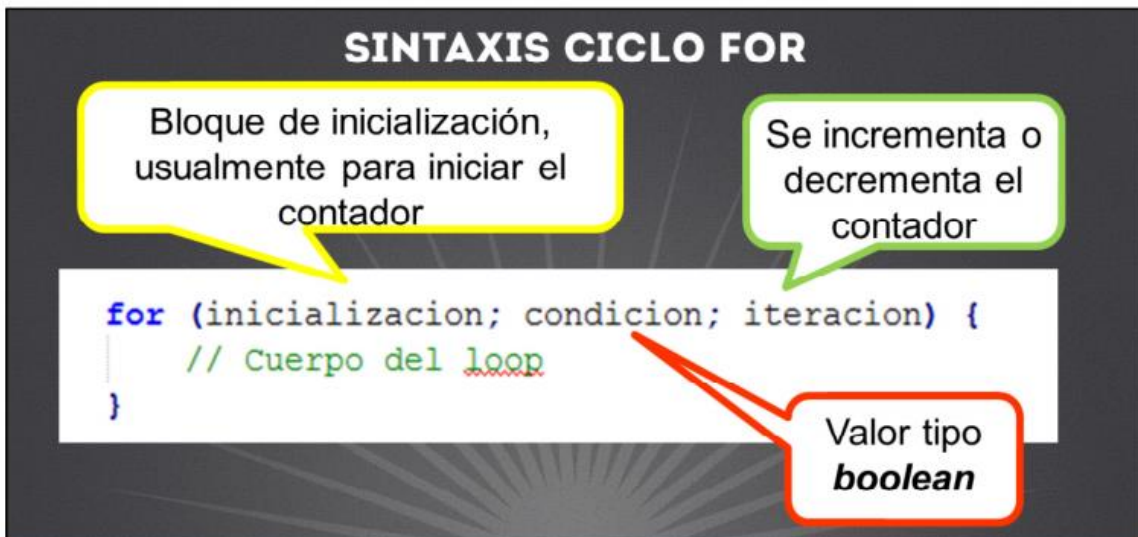 SINTAXIS CICLO FOR
Bloque de inicialización,
usualmente para iniciar el
contador
Se incrementa o
decrementa el
contador
for (inicializacion; condicion; iteracion) {
// Cuerpo del loop
}
Valor tipo
boolean